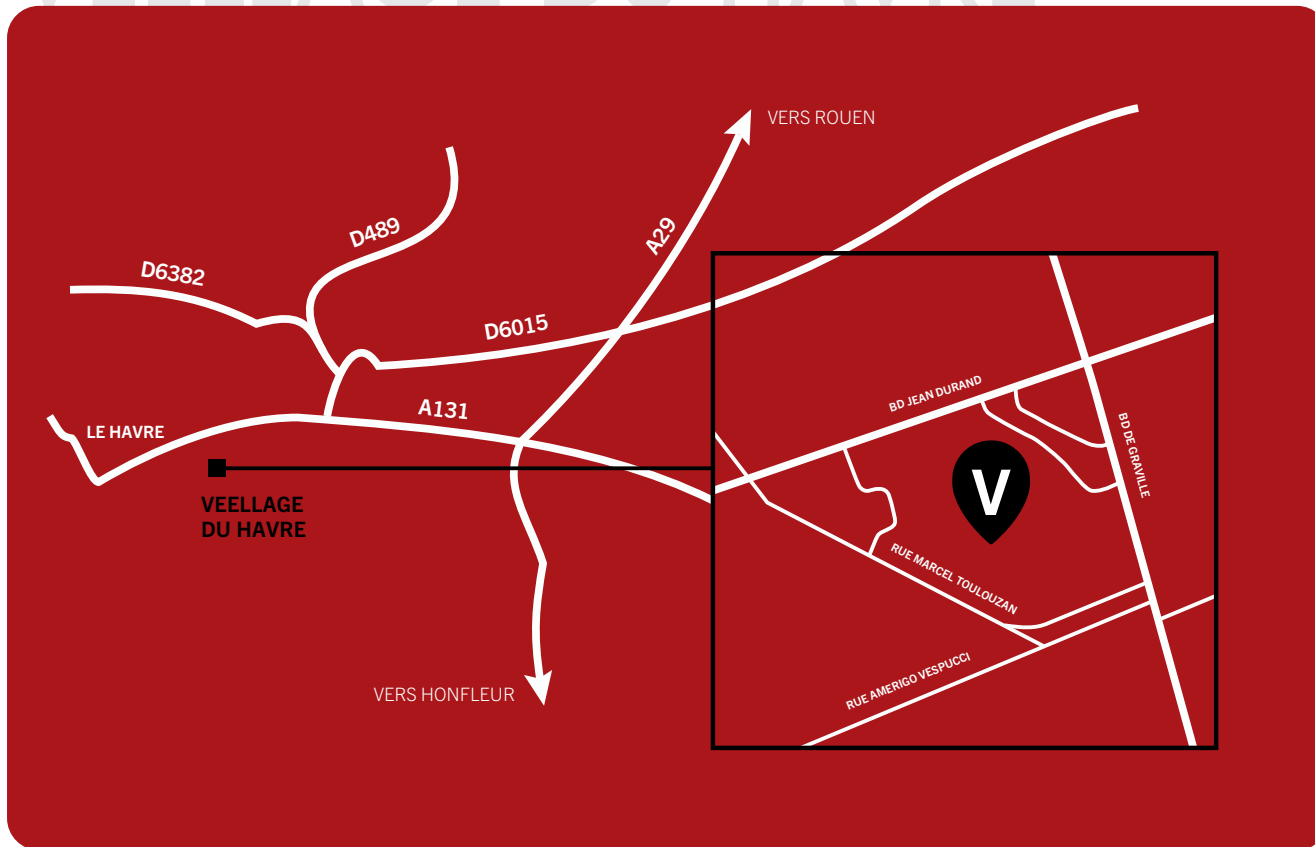 VERS ROUEN
D489
A29
D6382
D6015
BD JEAN DURAND
A131
LE HAVRE
BD DE GRAVILLE
V
VEELLAGE
DU HAVRE
RUE MARCEL TOULOUZAN
RUE AMERIGO VESPUCCI
VERS HONFLEUR